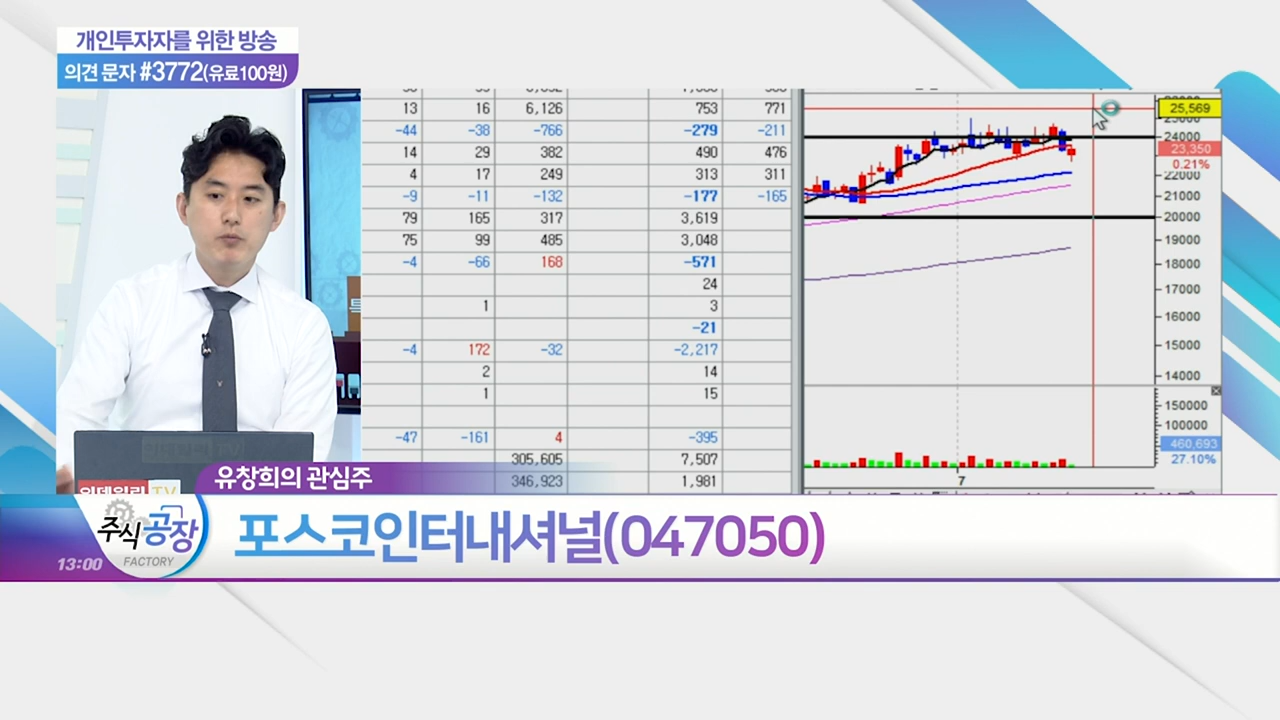 개인투자자를 위한 방송
의견 문자 #3772(유료100원)
13 16 6,126 753 771
-44 -38 -766 -279 -211
14 29 382 490 476
4 17 249 313 311
-9 -11 -132 -177 -165
79 165 317 3,619
75 99 485 3,048
-4 -66 168 -571
24
1 3
-21
-4 172 -32 -2,217
2 14
1 15
-47 -161 4 -395
305,605 7,507
346,923 1,981
25,569
24000
23,350
0.21%
22000
21000
20000
19000
18000
17000
16000
15000
14000
150000
100000
460,693
27.10%
7
유창희의 관심주
주식공장
FACTORY
13:00
포스코인터내셔널(047050)